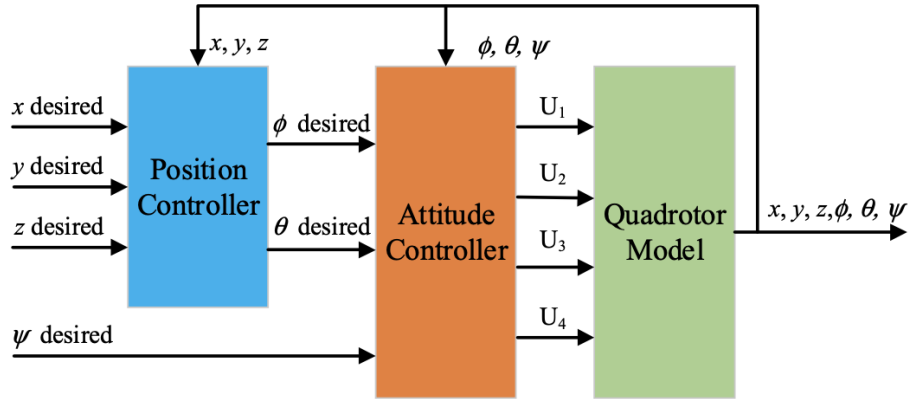 x, y, z
ϕ, θ, ψ
x desired
y desired
z desired
ψ desired
Position
Controller
ϕ desired
θ desired
Attitude
Controller
U₁
U₂
U₃
U₄
Quadrotor
Model
x, y, z,ϕ, θ, ψ